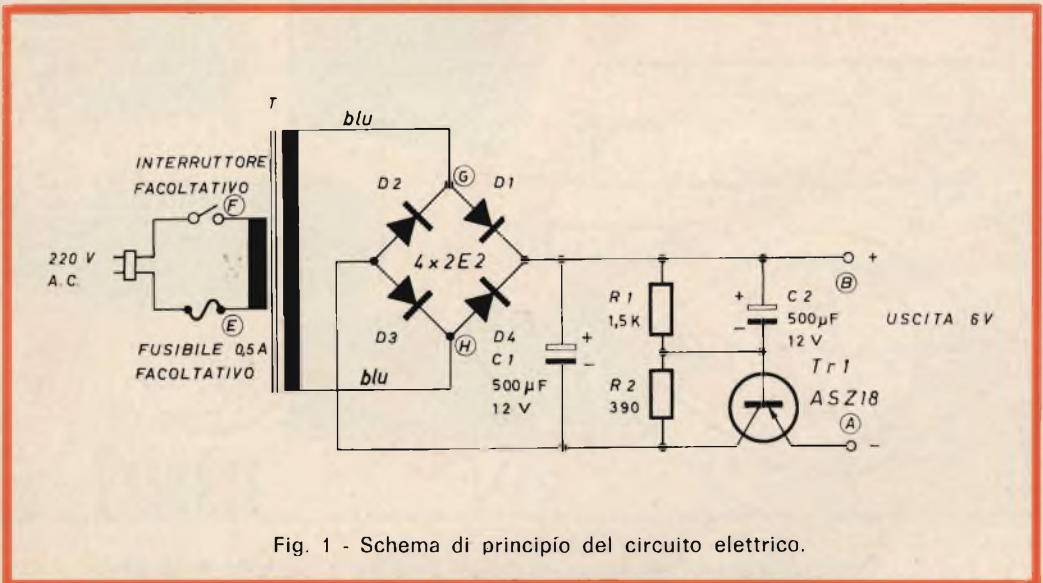 T
blu
INTERRUTTORE
FACOLTATIVO
F
220 V
A.C.
E
FUSIBILE 0,5A
FACOLTATIVO
blu
G
D2
D1
4x2E2
D3
D4
H
C1
500µF
12 V
+
-
R1
1,5K
R2
390
+
-
C2
500µF
12 V
Tr1
ASZ18
+
B
USCITA 6V
A
-
Fig. 1 - Schema di principio del circuito elettrico.